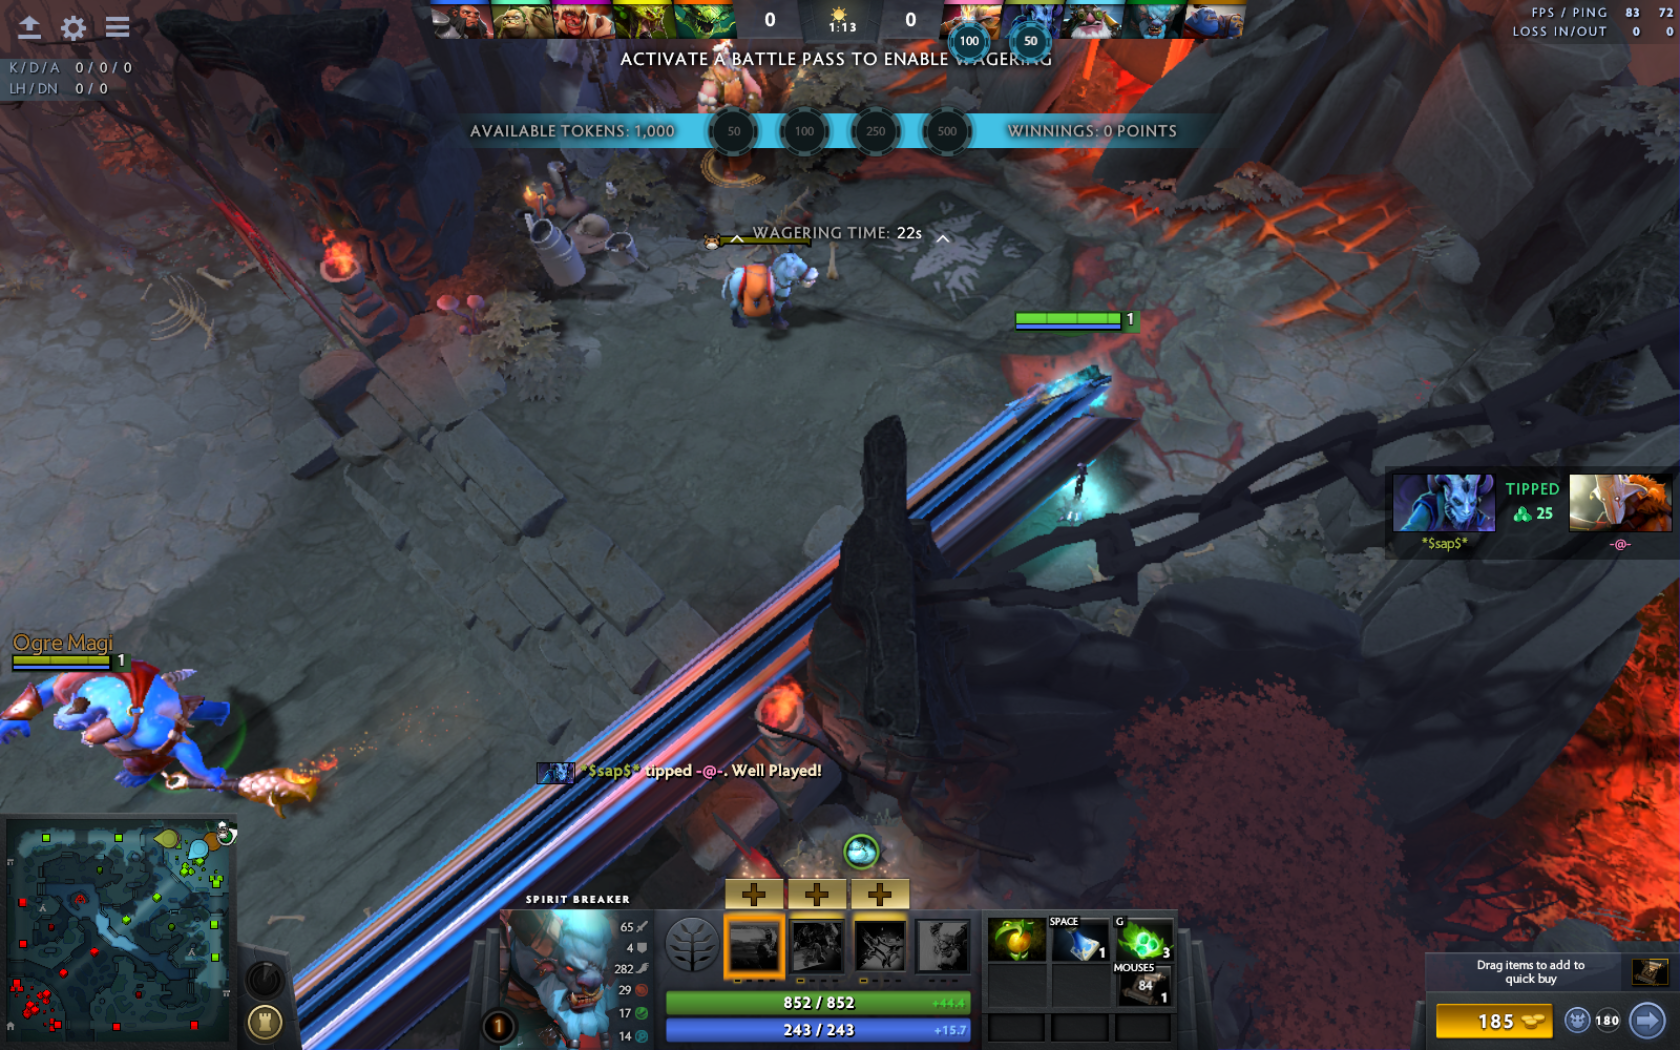 K / D / A 0 / 0 / 0
LH / DN 0 / 0
0 1:13 0
100 50
FPS / PING 83 72
LOSS IN/OUT 0 0
ACTIVATE A BATTLE PASS TO ENABLE WAGERING
AVAILABLE TOKENS: 1,000 50 100 250 500 WINNINGS: 0 POINTS
WAGERING TIME: 22s
1
TIPPED
25
*$sap$* -@-
Ogre Magi
1
*$sap$* tipped -@-. Well Played!
SPIRIT BREAKER
65
4
282
29
17
14
1
852 / 852 +44.4
243 / 243 +15.7
SPACE G
1 3
MOUSE5
84
1
Drag items to add to
quick buy
185 180